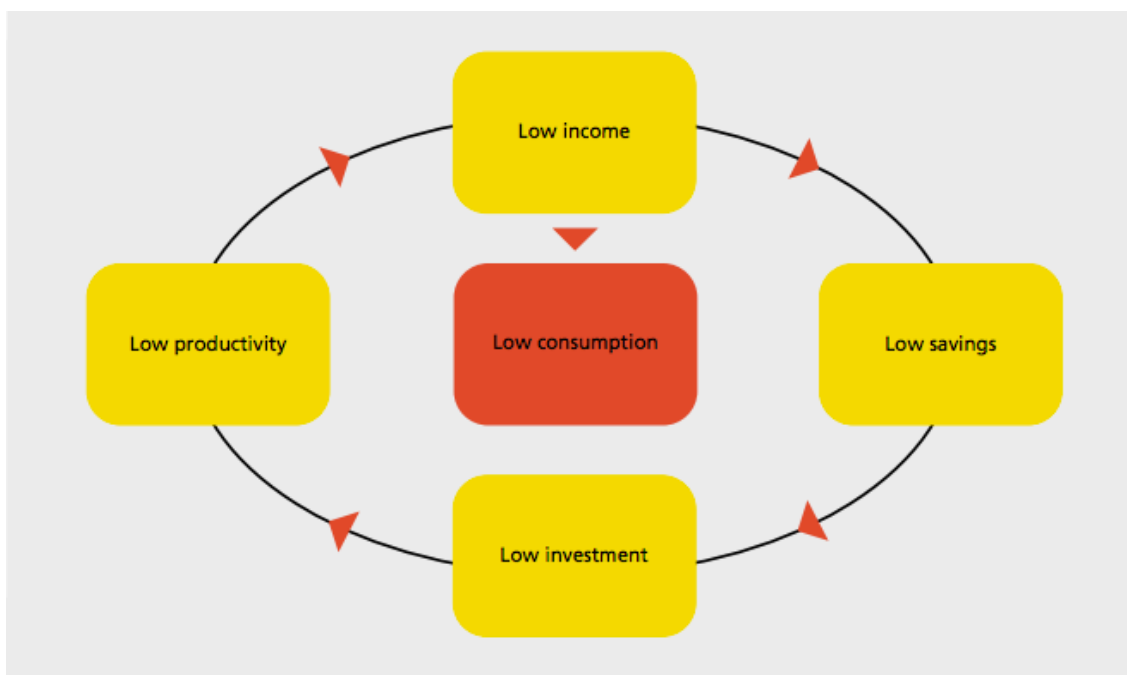 Low income
Low productivity
Low consumption
Low savings
Low investment